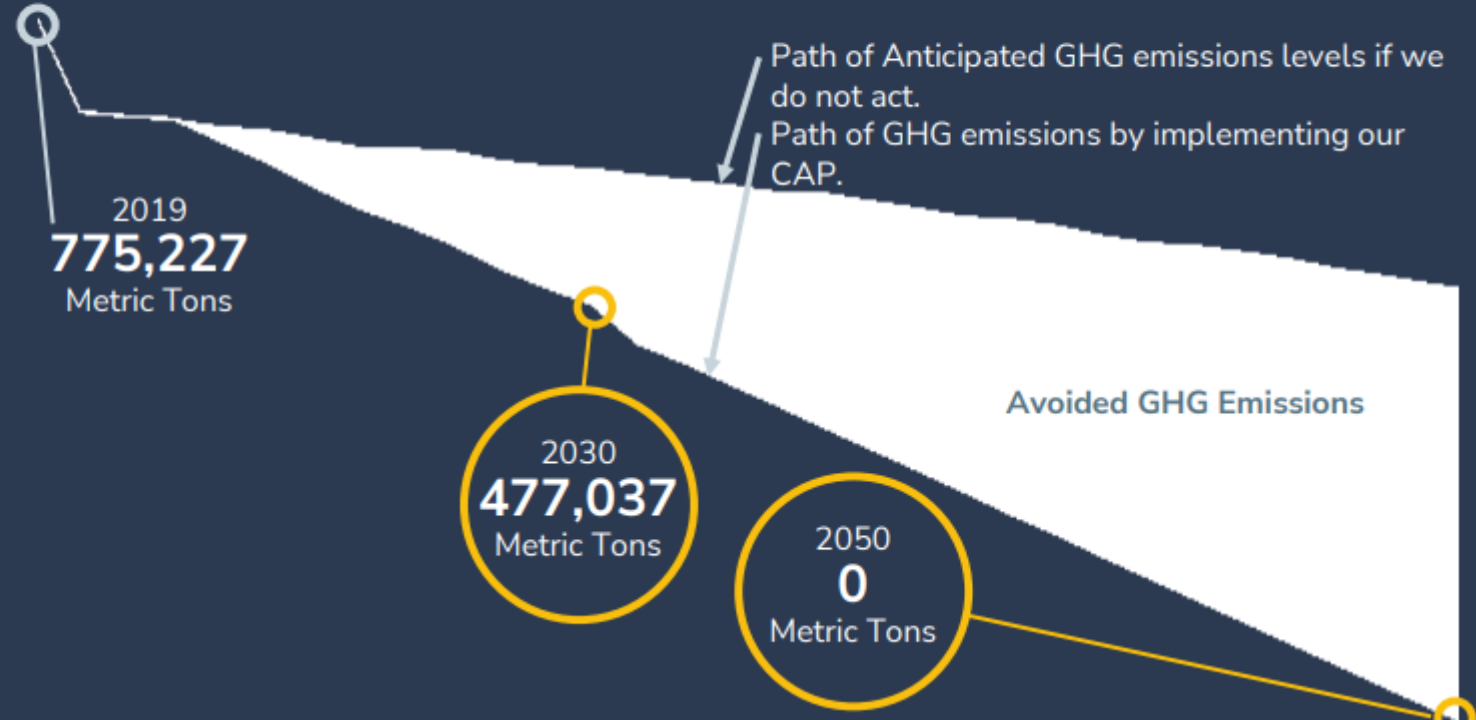 Path of Anticipated GHG emissions levels if we
do not act.
Path of GHG emissions by implementing our
CAP.
2019
775,227
Metric Tons
Avoided GHG Emissions
2030
477,037
Metric Tons
2050
0
Metric Tons